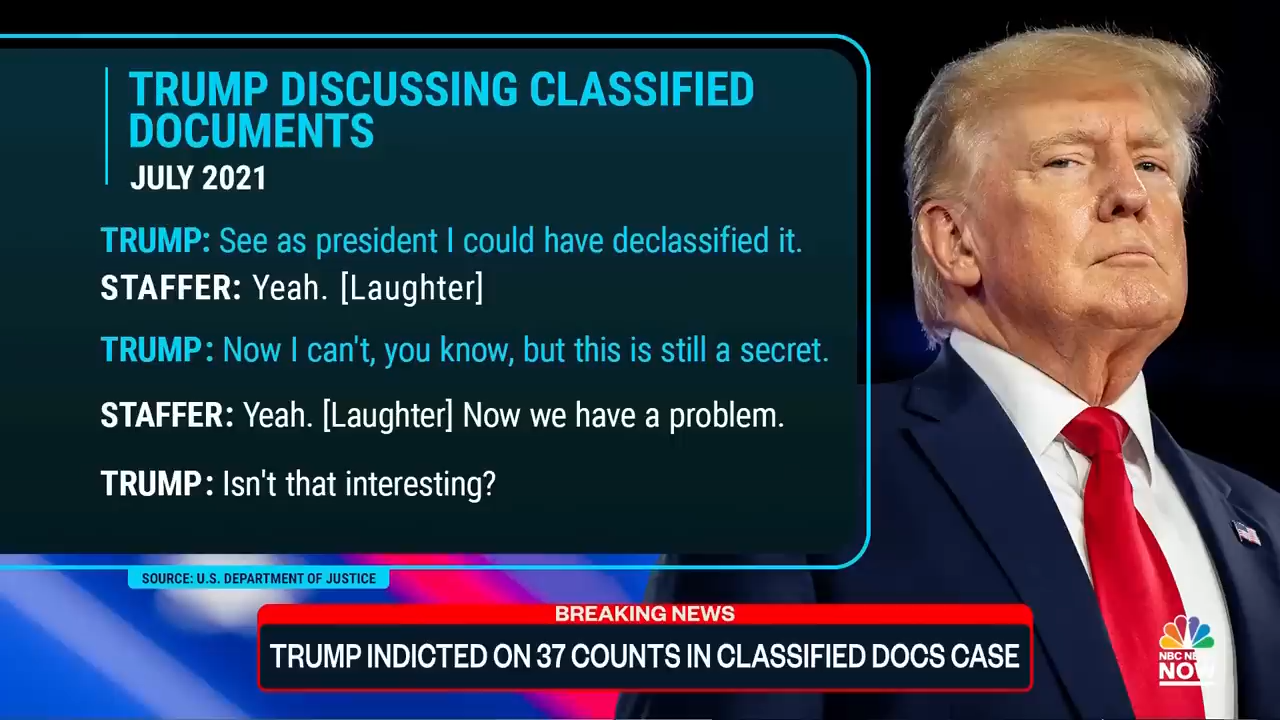 TRUMP DISCUSSING CLASSIFIED
DOCUMENTS
JULY 2021
TRUMP: See as president I could have declassified it.
STAFFER: Yeah. [Laughter]
TRUMP: Now I can't, you know, but this is still a secret.
STAFFER: Yeah. [Laughter] Now we have a problem.
TRUMP: Isn't that interesting?
SOURCE: U.S. DEPARTMENT OF JUSTICE
BREAKING NEWS
TRUMP INDICTED ON 37 COUNTS IN CLASSIFIED DOCS CASE
NBC NEWS
NOW